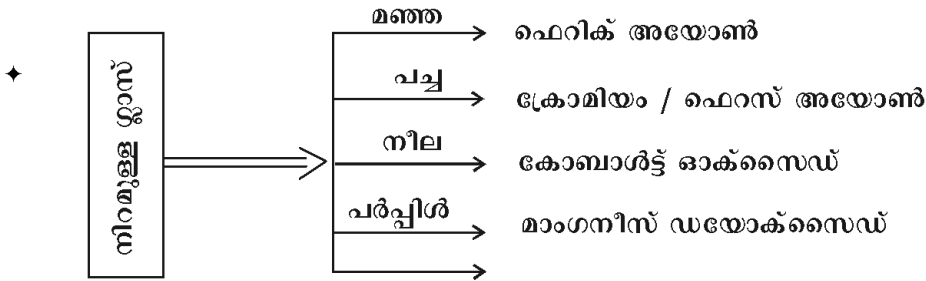 നിറമുള്ള ഗ്ലാസ്
മഞ്ഞ ഫെറിക് അയോൺ
പച്ച ക്രോമിയം / ഫെറസ് അയോൺ
നീല കോബാൾട്ട് ഓക്സൈഡ്
പർപ്പിൾ മാംഗനീസ് ഡയോക്സൈഡ്